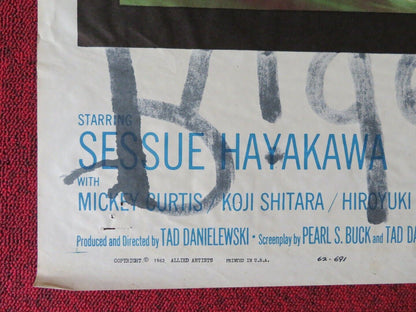 Big
STARRING
SESSUE HAYAKAWA
WITH
MICKEY CURTIS / KOJI SHITARA / HIROYUKI
Produced and Directed by TAD DANIELEWSKI • Screenplay by PEARL S. BUCK and TAD DA
COPYRIGHT © 1962 ALLIED ARTISTS PRINTED IN U.S.A. 62-691